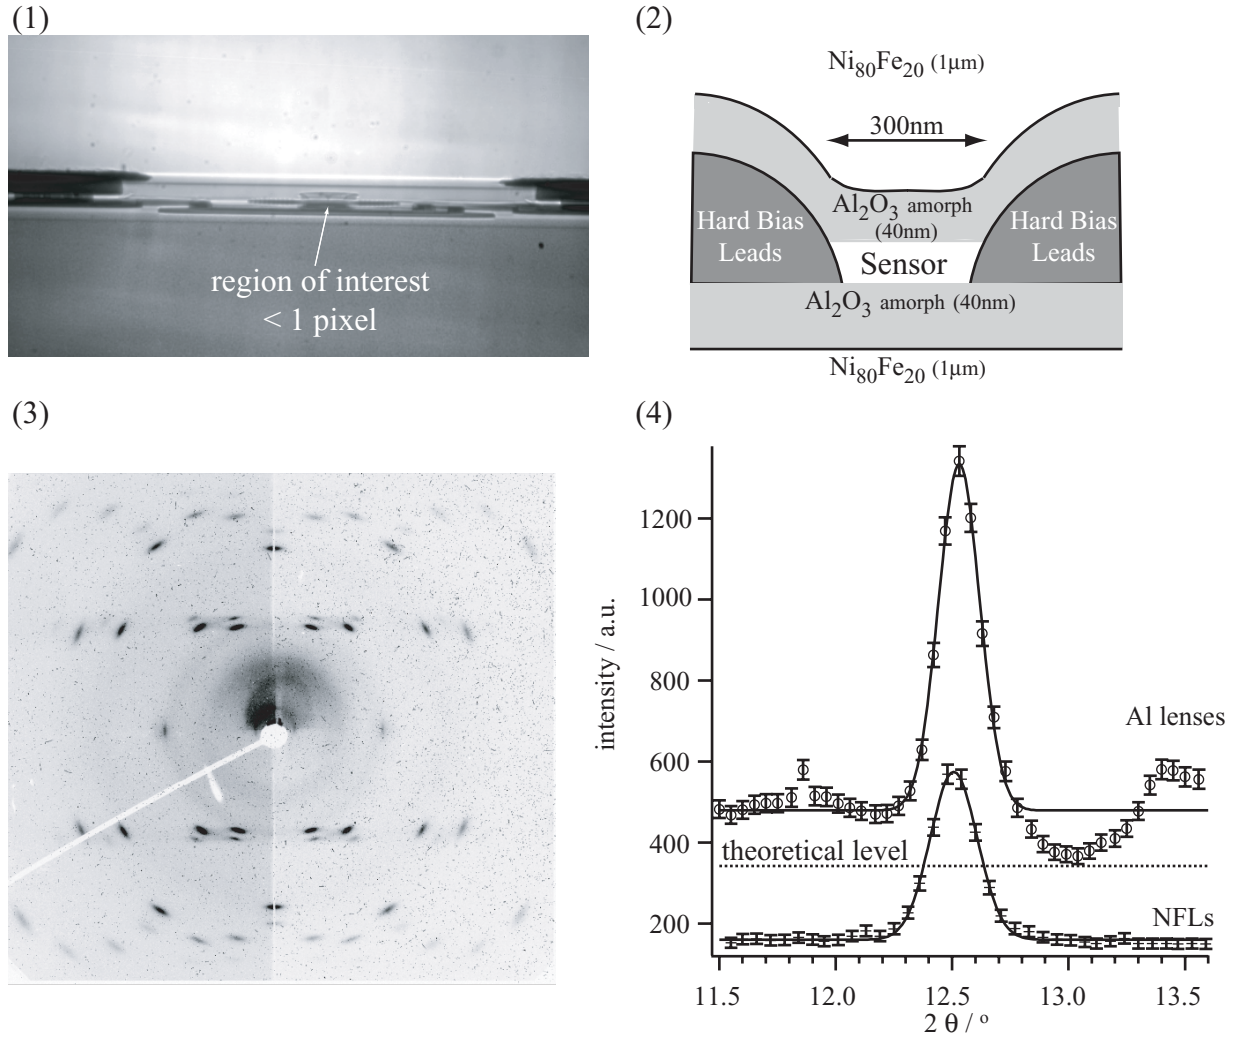 (1)
region of interest
< 1 pixel
(2)
Ni80Fe20 (1μm)
300nm
Al2O3 amorph
(40nm)
Hard Bias
Leads
Hard Bias
Leads
Sensor
Al2O3 amorph (40nm)
Ni80Fe20 (1μm)
(3)
(4)
intensity / a.u.
1200
1000
800
600
400
200
Al lenses
theoretical level
NFLs
11.5 12.0 12.5 13.0 13.5
2 θ / °